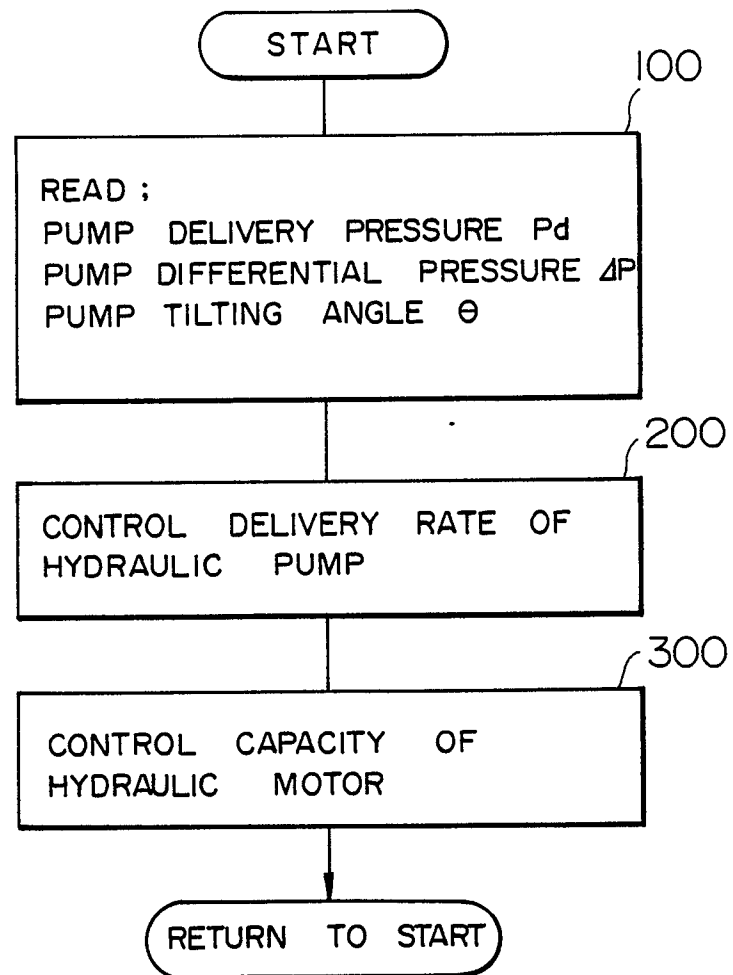 START
100
READ ;
PUMP DELIVERY PRESSURE Pd
PUMP DIFFERENTIAL PRESSURE ΔP
PUMP TILTING ANGLE θ
200
CONTROL DELIVERY RATE OF
HYDRAULIC PUMP
300
CONTROL CAPACITY OF
HYDRAULIC MOTOR
RETURN TO START